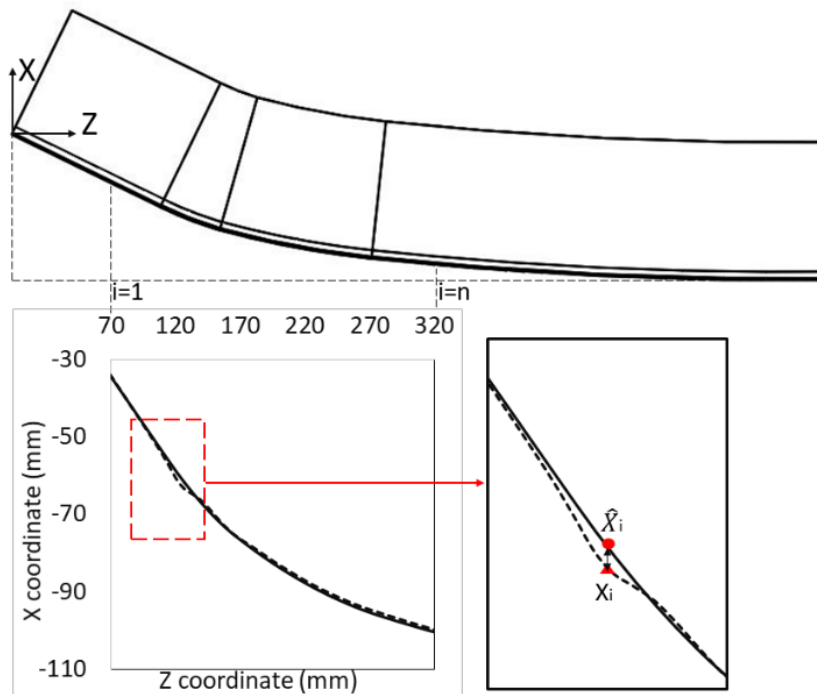 X
Z
i=1
i=n
70 120 170 220 270 320
-30
-50
-70
-90
-110
X coordinate (mm)
Z coordinate (mm)
X̂i
Xi